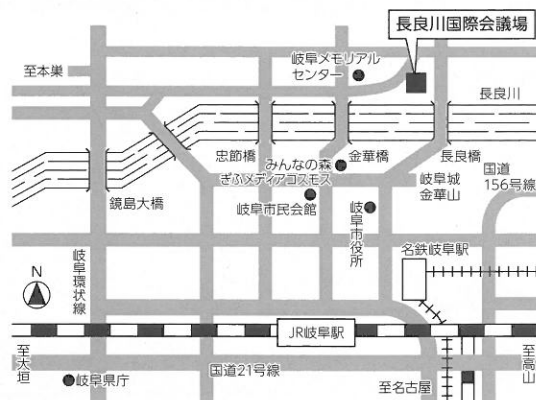 長良川国際会議場
岐阜メモリアル
センター
至本巣
長良川
忠節橋
金華橋
長良橋
みんなの森
ぎふメディアコスモス
岐阜市民会館
岐阜市役所
岐阜城
金華山
国道
156号線
鏡島大橋
岐阜環状線
名鉄岐阜駅
N
JR岐阜駅
至大垣
岐阜県庁
国道21号線
至名古屋
至高山